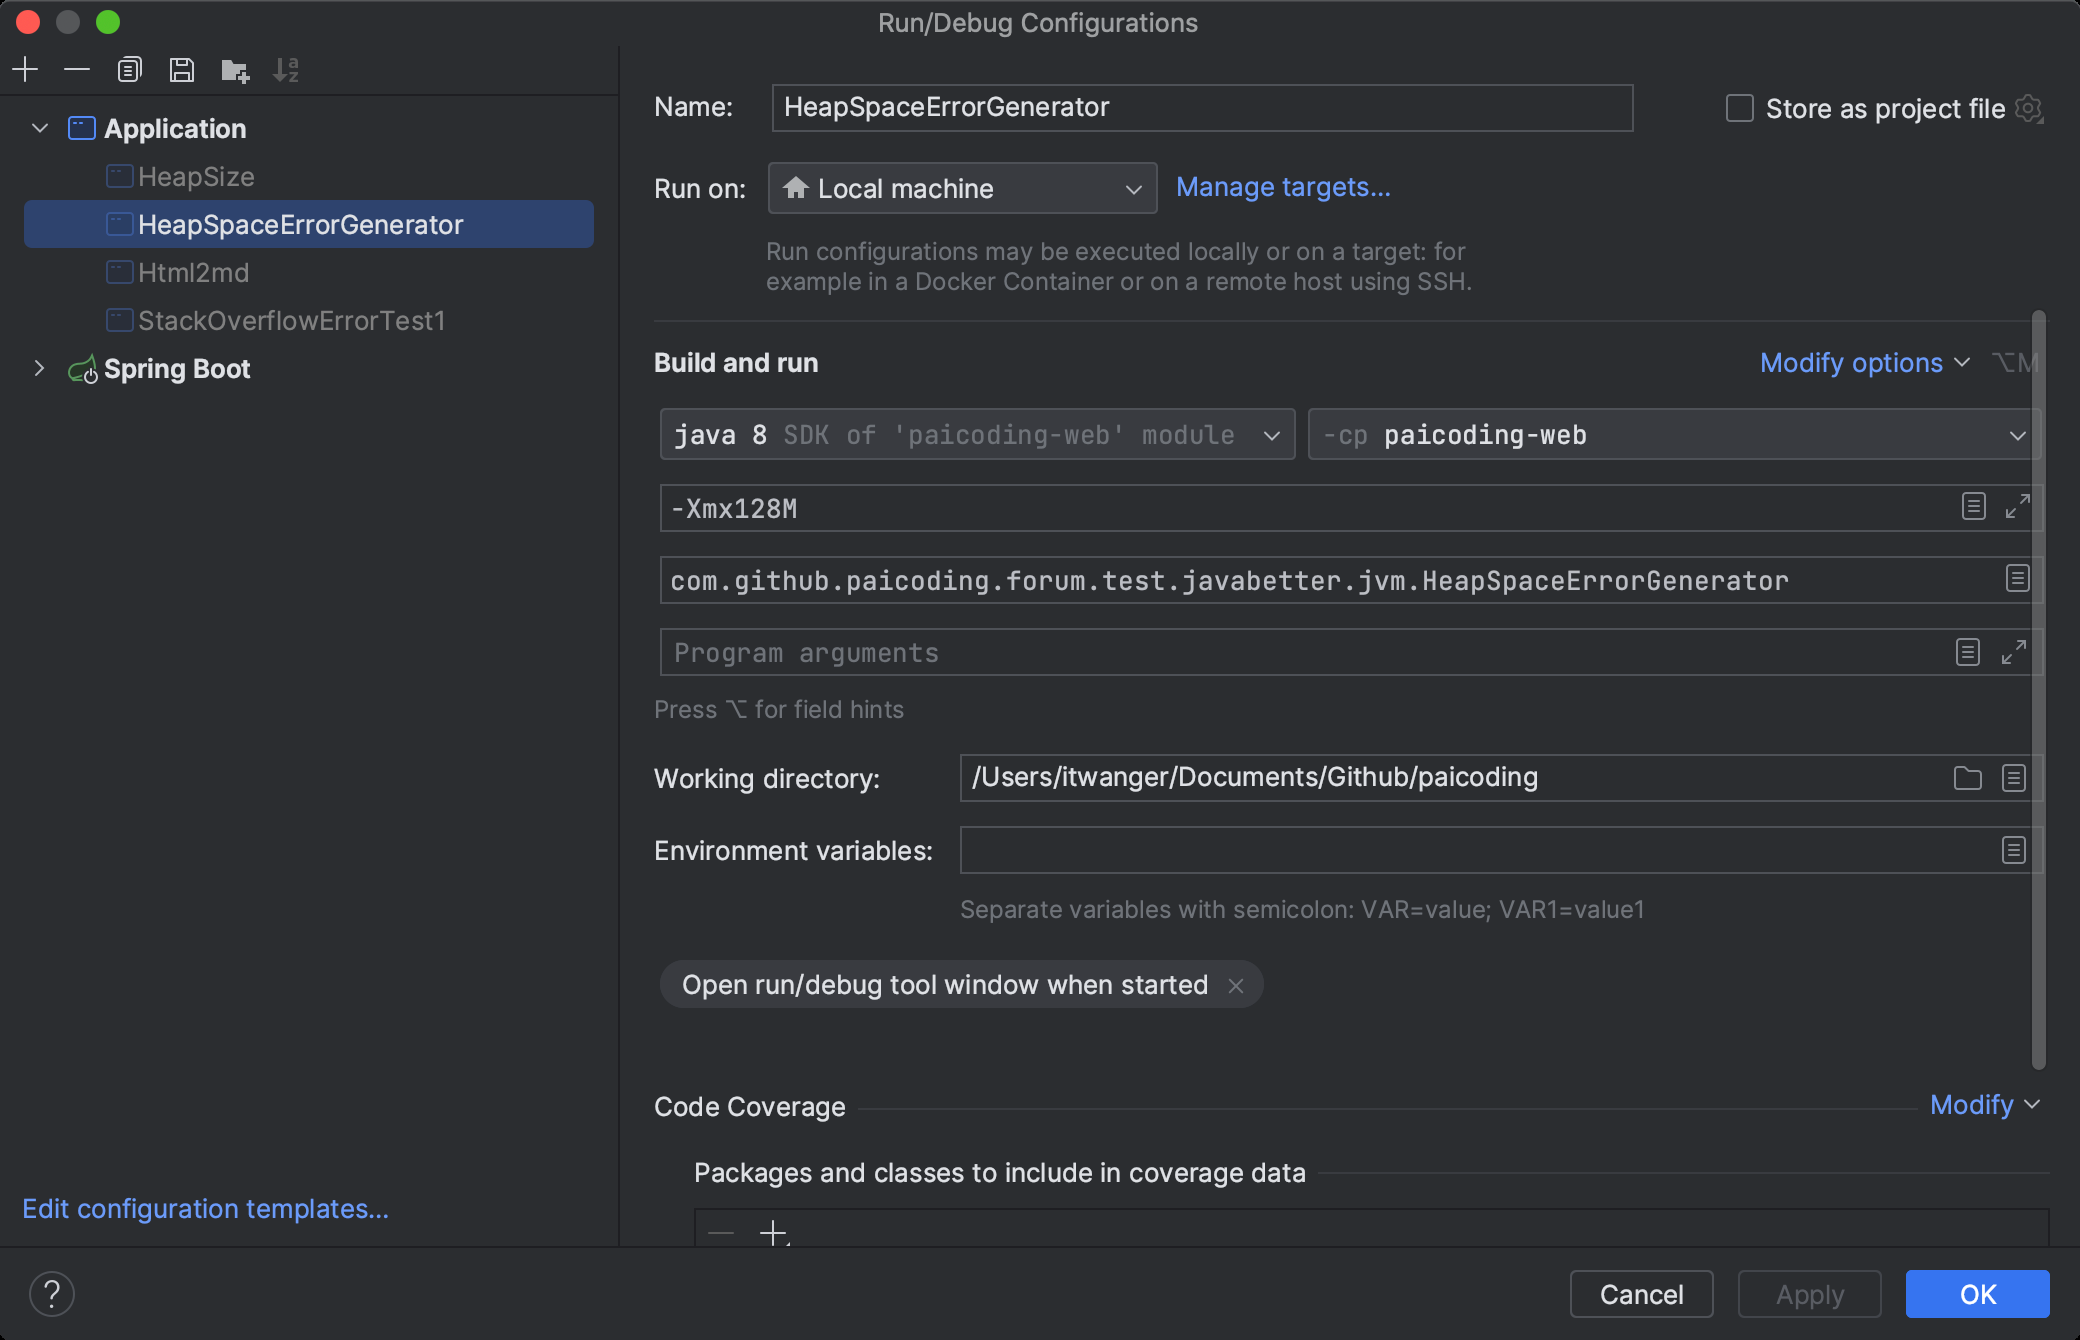 Run/Debug Configurations
Application
HeapSize
HeapSpaceErrorGenerator
Html2md
StackOverflowErrorTest1
Spring Boot
Edit configuration templates...
Name: HeapSpaceErrorGenerator
Store as project file
Run on: Local machine Manage targets...
Run configurations may be executed locally or on a target: for
example in a Docker Container or on a remote host using SSH.
Build and run Modify options ⌥M
java 8 SDK of 'paicoding-web' module -cp paicoding-web
-Xmx128M
com.github.paicoding.forum.test.javabetter.jvm.HeapSpaceErrorGenerator
Program arguments
Press ⌥ for field hints
Working directory: /Users/itwanger/Documents/Github/paicoding
Environment variables:
Separate variables with semicolon: VAR=value; VAR1=value1
Open run/debug tool window when started ×
Code Coverage Modify
Packages and classes to include in coverage data
? Cancel Apply OK